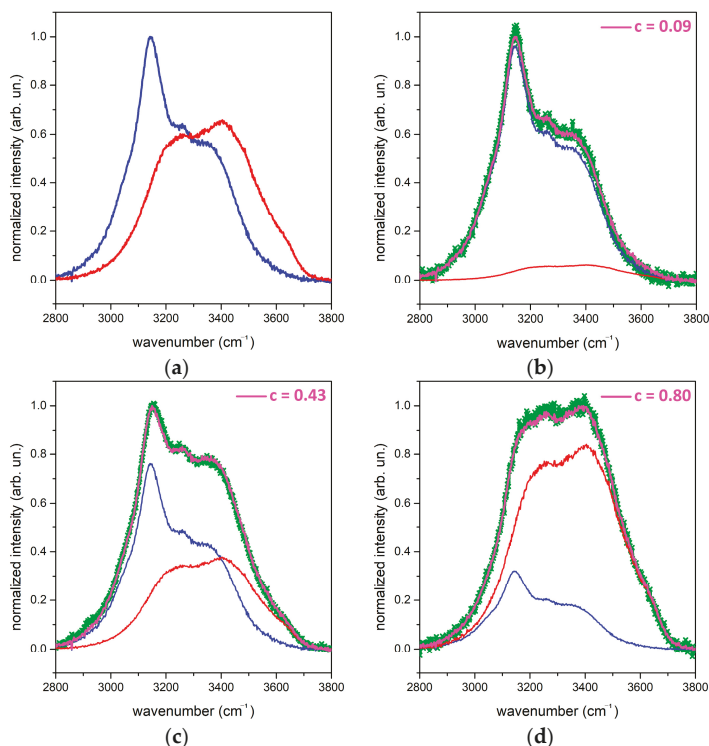 1.0
0.8
0.6
0.4
0.2
0.0
normalized intensity (arb. un.)
2800 3000 3200 3400 3600 3800
wavenumber (cm⁻¹)
(a)
c = 0.09
1.0
0.8
0.6
0.4
0.2
0.0
normalized intensity (arb. un.)
2800 3000 3200 3400 3600 3800
wavenumber (cm⁻¹)
(b)
c = 0.43
1.0
0.8
0.6
0.4
0.2
0.0
normalized intensity (arb. un.)
2800 3000 3200 3400 3600 3800
wavenumber (cm⁻¹)
(c)
c = 0.80
1.0
0.8
0.6
0.4
0.2
0.0
normalized intensity (arb. un.)
2800 3000 3200 3400 3600 3800
wavenumber (cm⁻¹)
(d)